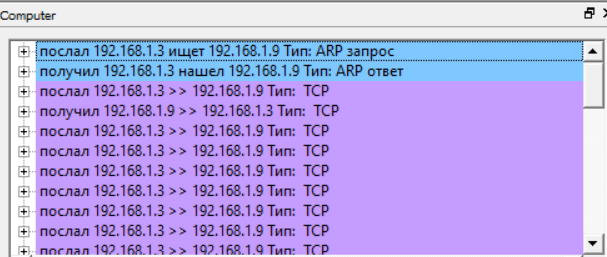 Computer
послал 192.168.1.3 ищет 192.168.1.9 Тип: ARP запрос
получил 192.168.1.3 нашел 192.168.1.9 Тип: ARP ответ
послал 192.168.1.3 >> 192.168.1.9 Тип: TCP
получил 192.168.1.9 >> 192.168.1.3 Тип: TCP
послал 192.168.1.3 >> 192.168.1.9 Тип: TCP
послал 192.168.1.3 >> 192.168.1.9 Тип: TCP
послал 192.168.1.3 >> 192.168.1.9 Тип: TCP
послал 192.168.1.3 >> 192.168.1.9 Тип: TCP
послал 192.168.1.3 >> 192.168.1.9 Тип: TCP
послал 192.168.1.3 >> 192.168.1.9 Тип: TCP
послал 192.168.1.3 >> 192.168.1.9 Тип: TCP